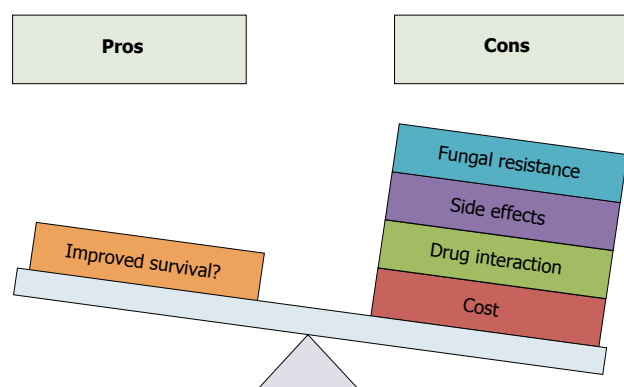 Pros
Cons
Fungal resistance
Side effects
Drug interaction
Cost
Improved survival?